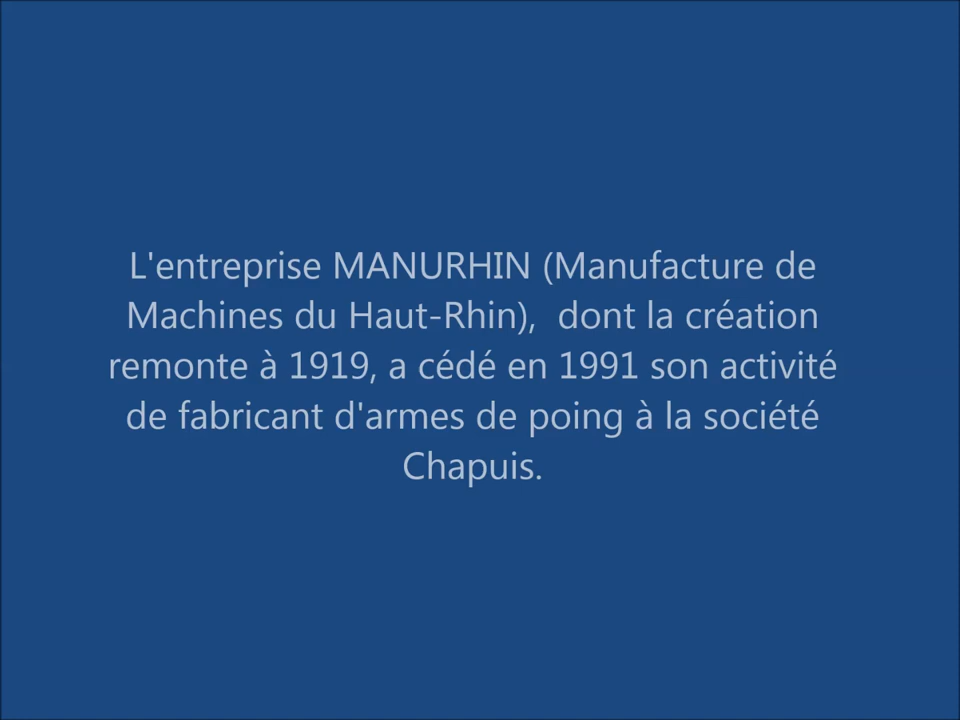 L'entreprise MANURHIN (Manufacture de
Machines du Haut-Rhin),  dont la création
remonte à 1919, a cédé en 1991 son activité
de fabricant d'armes de poing à la société
Chapuis.